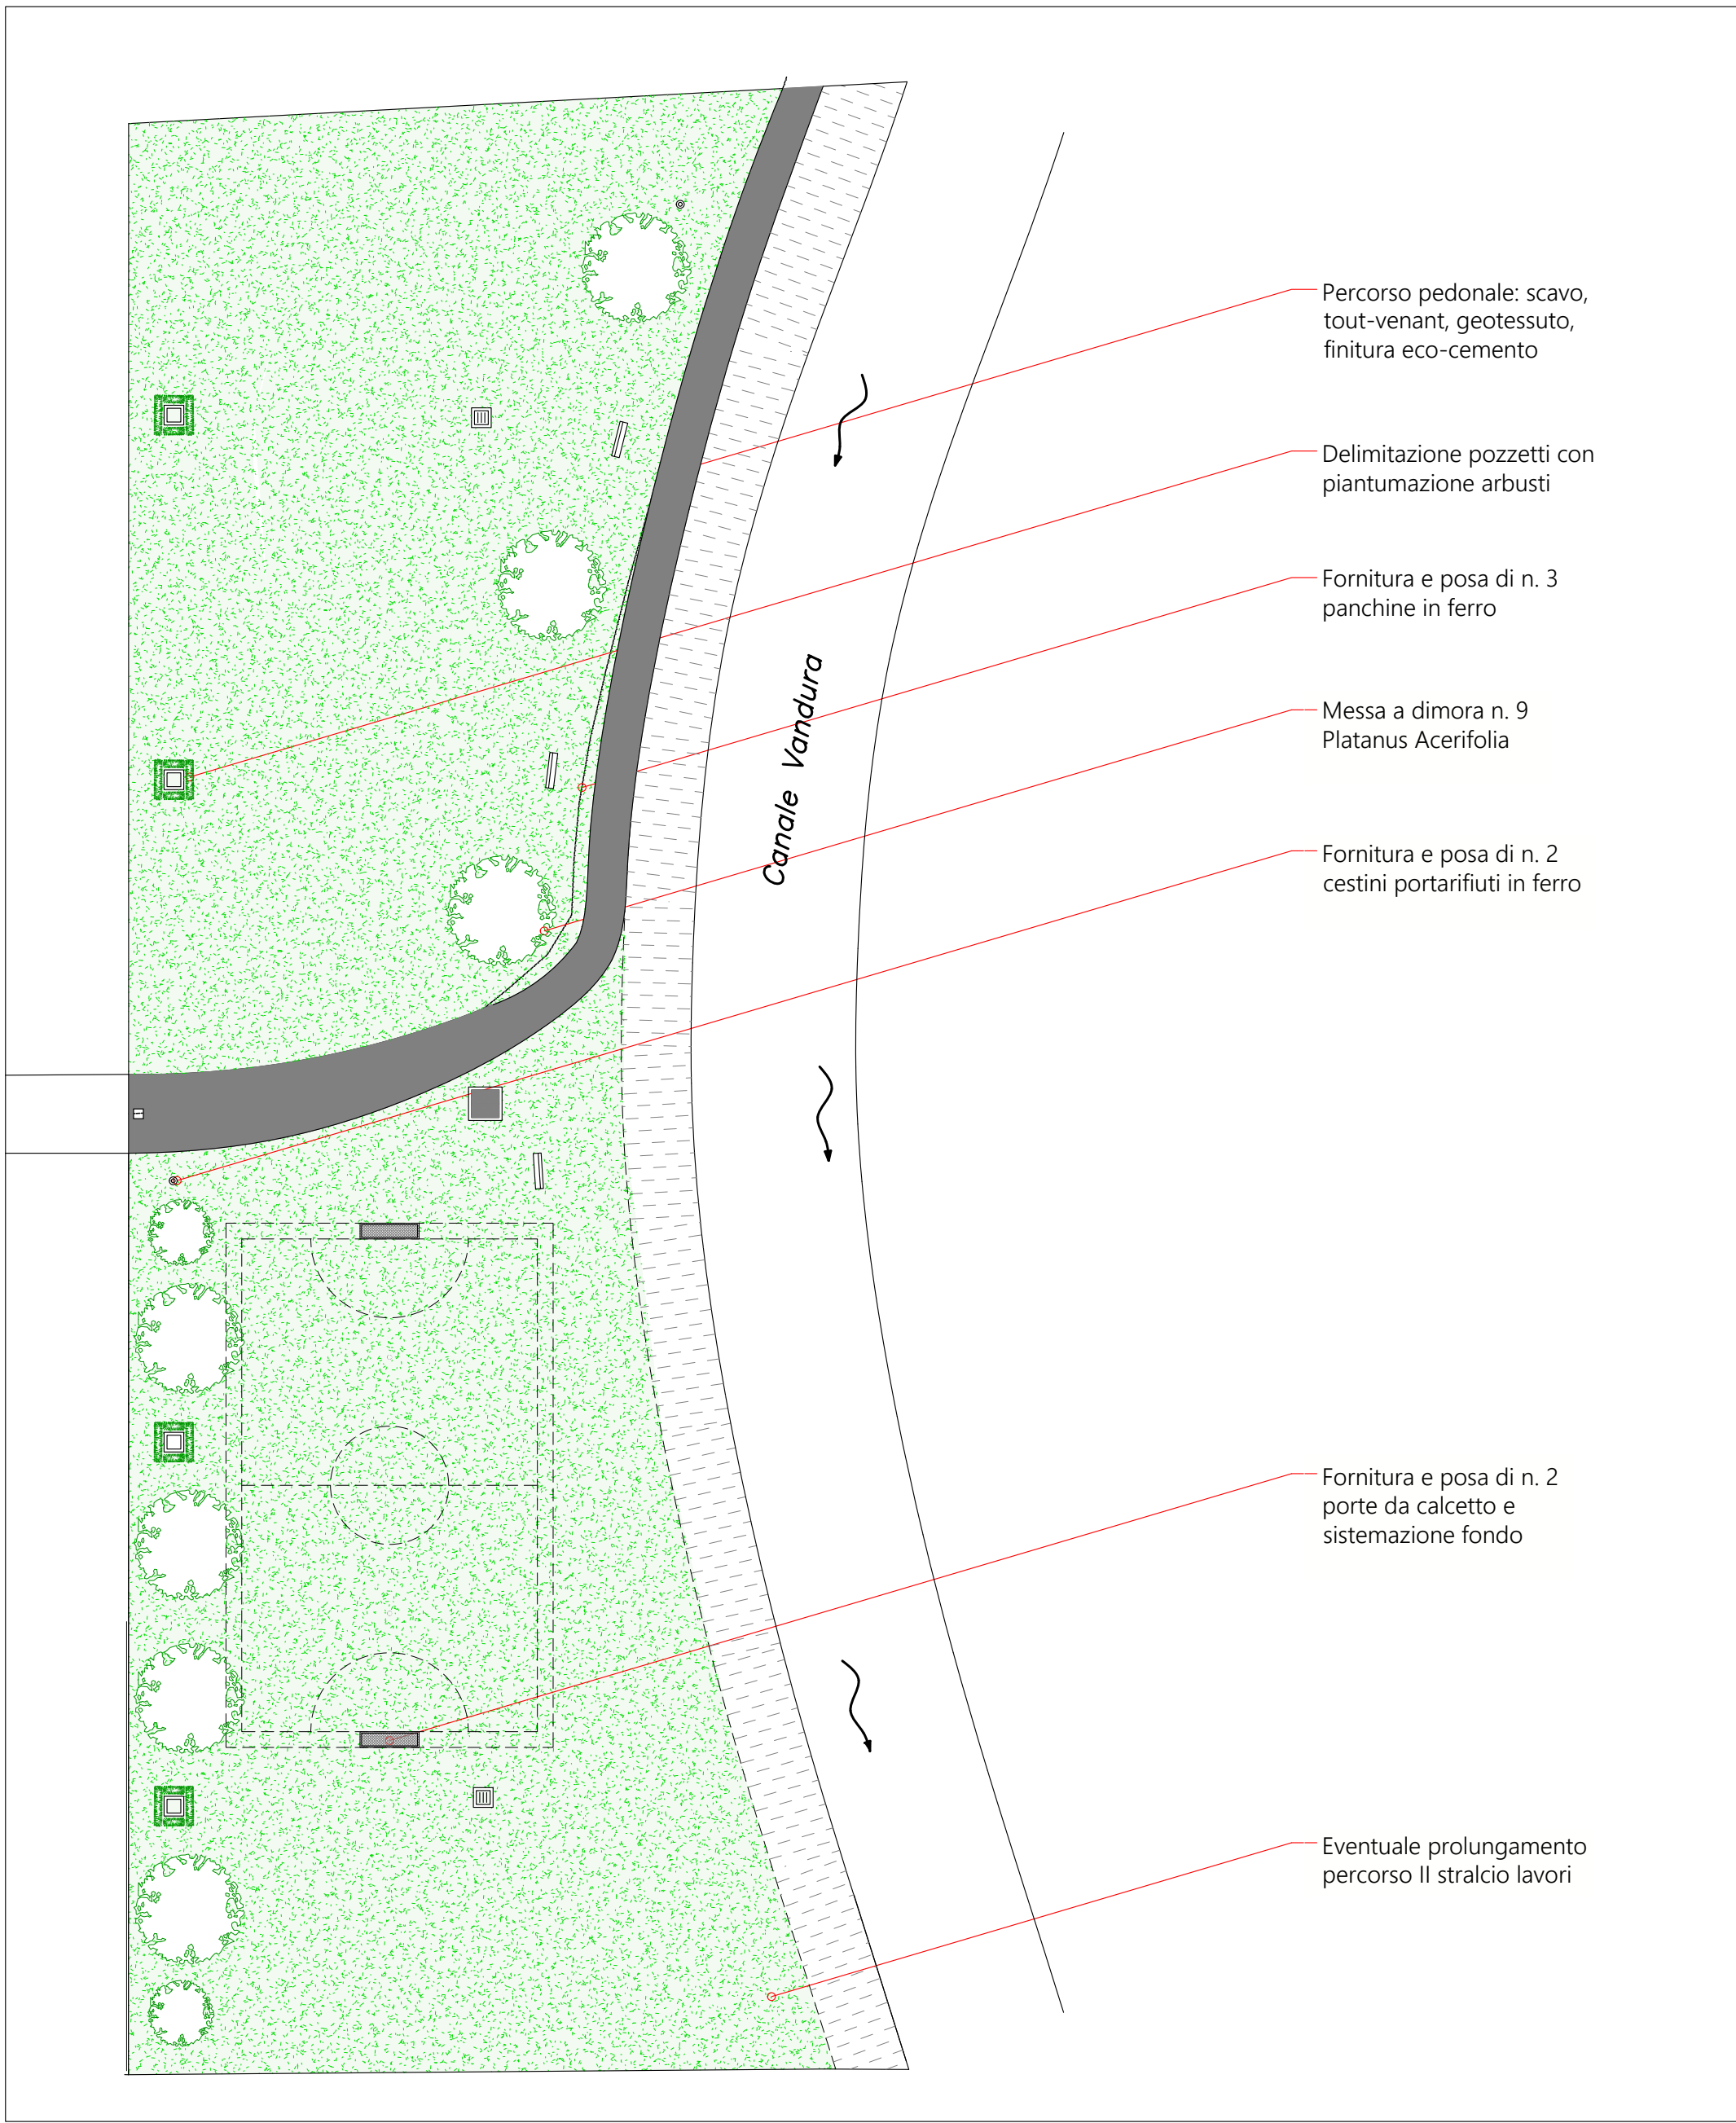 Percorso pedonale: scavo,
tout-venant, geotessuto,
finitura eco-cemento
Delimitazione pozzetti con
piantumazione arbusti
Fornitura e posa di n. 3
panchine in ferro
Canale Vandura
Messa a dimora n. 9
Platanus Acerifolia
Fornitura e posa di n. 2
cestini portarifiuti in ferro
Fornitura e posa di n. 2
porte da calcetto e
sistemazione fondo
Eventuale prolungamento
percorso II stralcio lavori